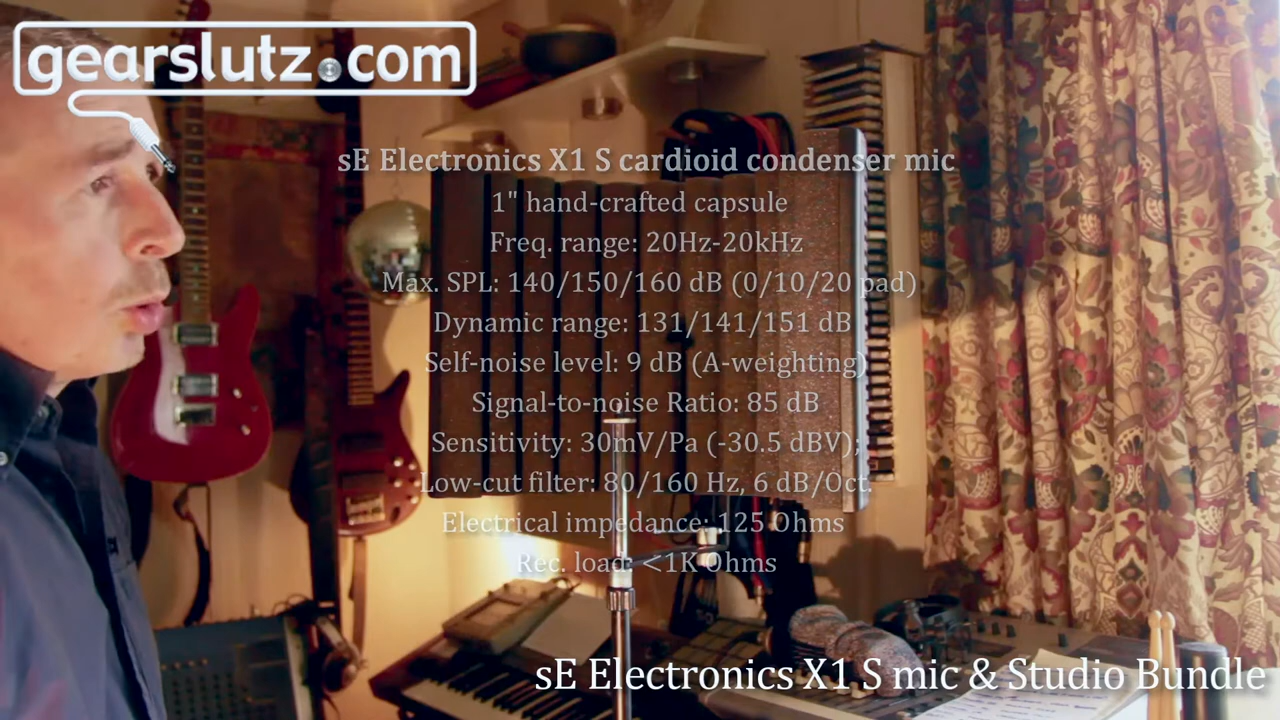 gearslutz.com
sE Electronics X1 S cardioid condenser mic
1" hand-crafted capsule
Freq. range: 20Hz-20kHz
Max. SPL: 140/150/160 dB (0/10/20 pad)
Dynamic range: 131/141/151 dB
Self-noise level: 9 dB (A-weighting)
Signal-to-noise Ratio: 85 dB
Sensitivity: 30mV/Pa (-30.5 dBV);
Low-cut filter: 80/160 Hz, 6 dB/Oct.
Electrical impedance: 125 Ohms
Rec. load: <1K Ohms
sE Electronics X1 S mic & Studio Bundle